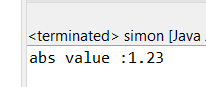 <terminated> simon [Java
abs value :1.23